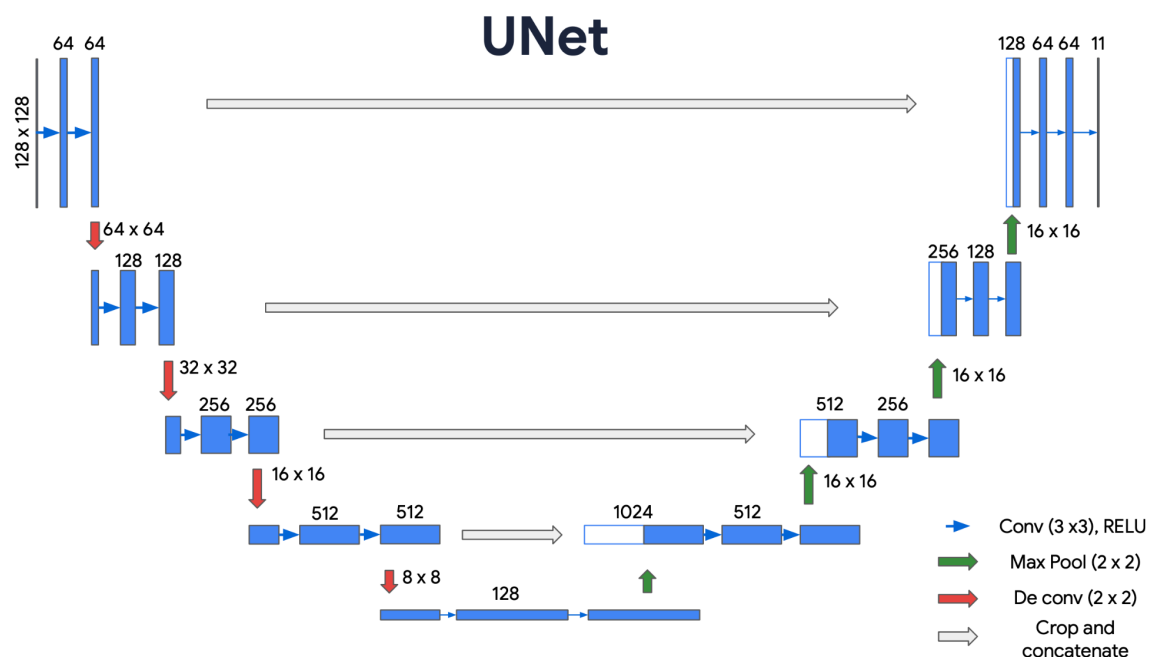 UNet
64 64
128 64 64 11
128 x 128
64 x 64
16 x 16
128 128
256 128
32 x 32
16 x 16
256 256
512 256
16 x 16
16 x 16
512 512
1024 512
Conv (3 x3), RELU
Max Pool (2 x 2)
8 x 8
128
De conv (2 x 2)
Crop and
concatenate